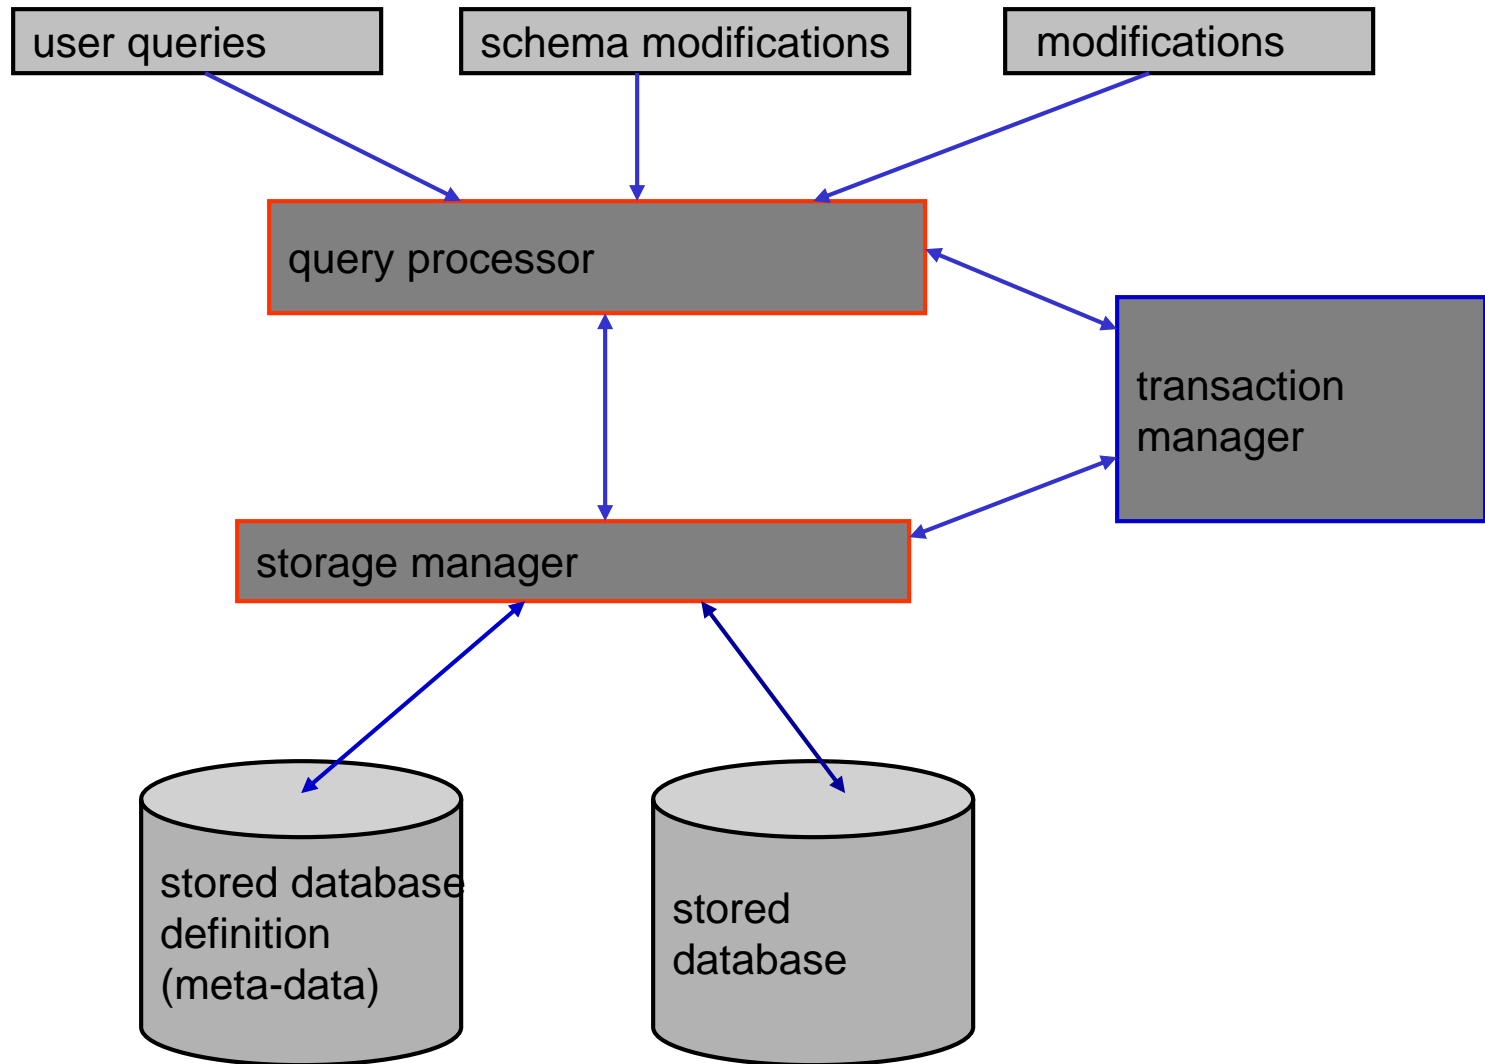 user queries
schema modifications
modifications
query processor
transaction
manager
storage manager
stored database
definition
(meta-data)
stored
database